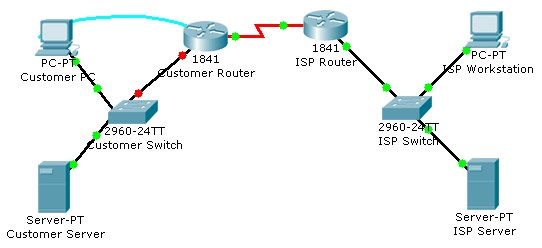 PC-PT
Customer PC
1841
Customer Router
1841
ISP Router
PC-PT
ISP Workstation
2960-24TT
Customer Switch
2960-24TT
ISP Switch
Server-PT
Customer Server
Server-PT
ISP Server